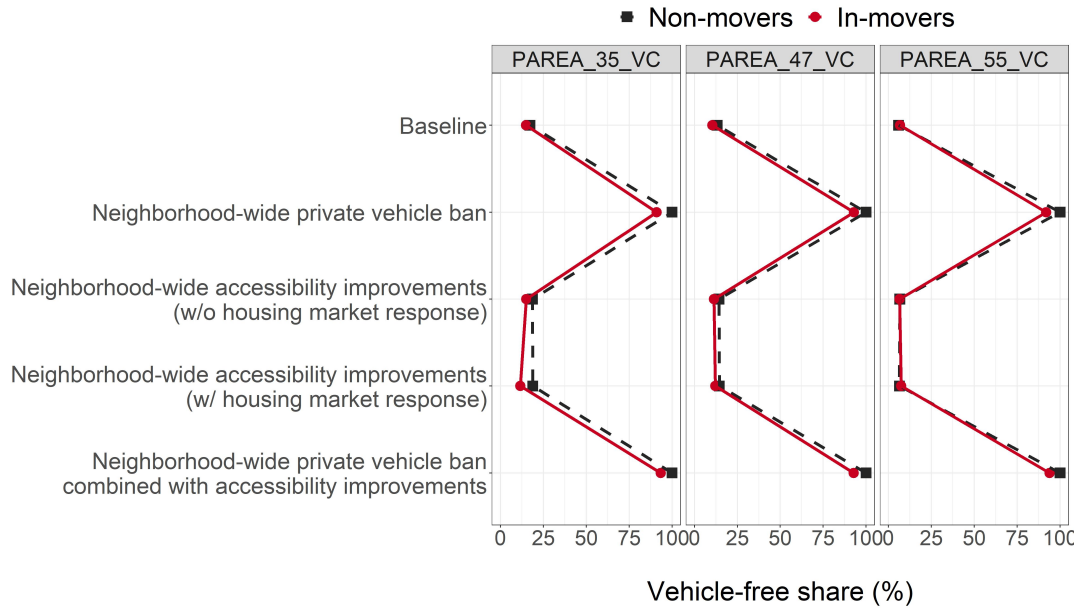 Non-movers In-movers
PAREA_35_VC PAREA_47_VC PAREA_55_VC
Baseline
Neighborhood-wide private vehicle ban
Neighborhood-wide accessibility improvements
(w/o housing market response)
Neighborhood-wide accessibility improvements
(w/ housing market response)
Neighborhood-wide private vehicle ban
combined with accessibility improvements
0 25 50 75 100 0 25 50 75 100 0 25 50 75 100
Vehicle-free share (%)